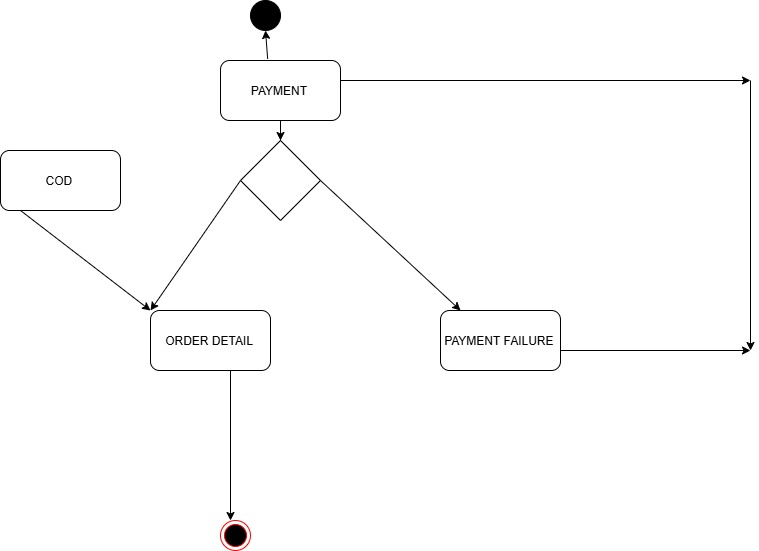 PAYMENT
COD
ORDER DETAIL
PAYMENT FAILURE